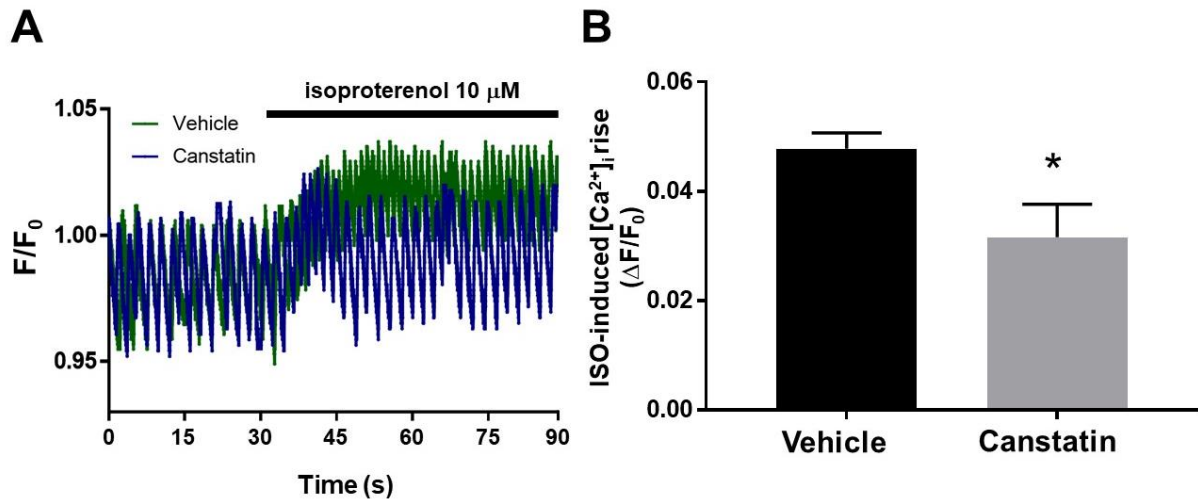 A
isoproterenol 10 μM
1.05
Vehicle
Canstatin
1.00
0.95
F/F₀
0 15 30 45 60 75 90
Time (s)
B
ISO-induced [Ca²⁺]ᵢ rise
(△F/F₀)
0.06
0.04
0.02
0.00
*
Vehicle Canstatin